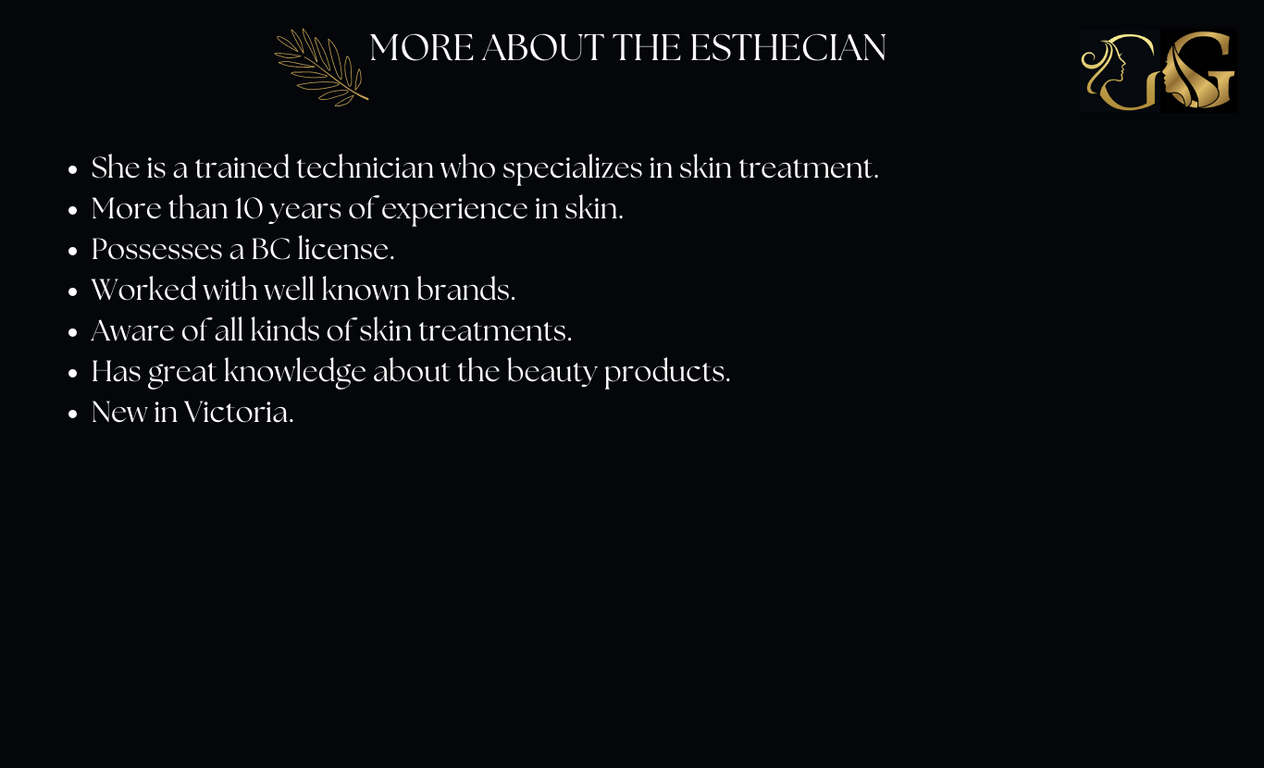 MORE ABOUT THE ESTHECIAN
• She is a trained technician who specializes in skin treatment.
• More than 10 years of experience in skin.
• Possesses a BC license.
• Worked with well known brands.
• Aware of all kinds of skin treatments.
• Has great knowledge about the beauty products.
• New in Victoria.
G G